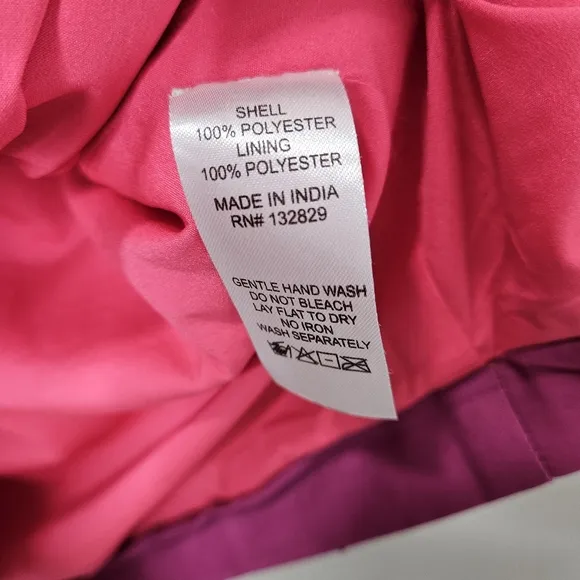 SHELL
100% POLYESTER
LINING
100% POLYESTER
MADE IN INDIA
RN# 132829
GENTLE HAND WASH
DO NOT BLEACH
LAY FLAT TO DRY
NO IRON
WASH SEPARATELY